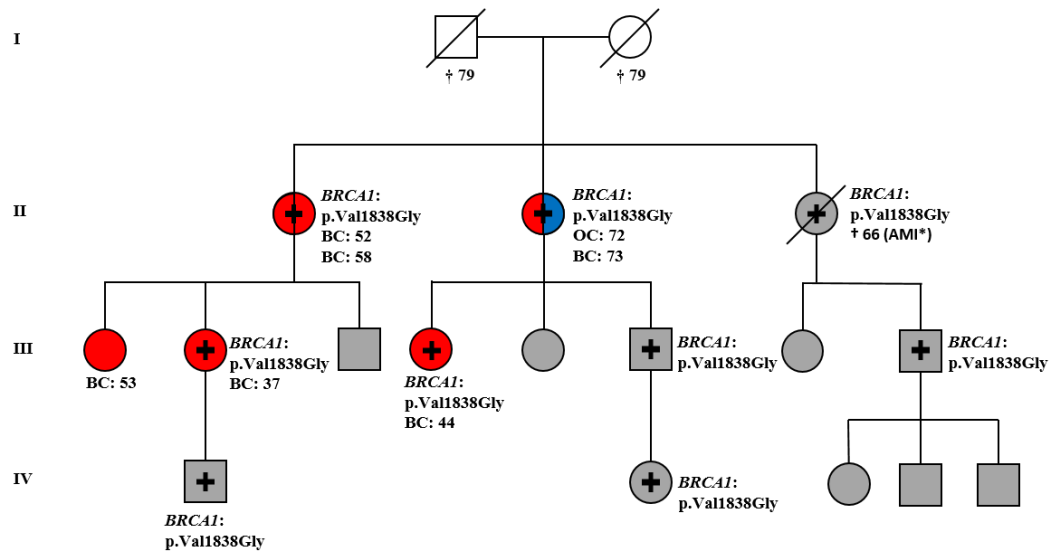 I
† 79
† 79
II
BRCA1:
p.Val1838Gly
BC: 52
BC: 58
BRCA1:
p.Val1838Gly
OC: 72
BC: 73
BRCA1:
p.Val1838Gly
† 66 (AMI*)
III
BC: 53
BRCA1:
p.Val1838Gly
BC: 37
BRCA1:
p.Val1838Gly
BC: 44
BRCA1:
p.Val1838Gly
BRCA1:
p.Val1838Gly
IV
BRCA1:
p.Val1838Gly
BRCA1:
p.Val1838Gly